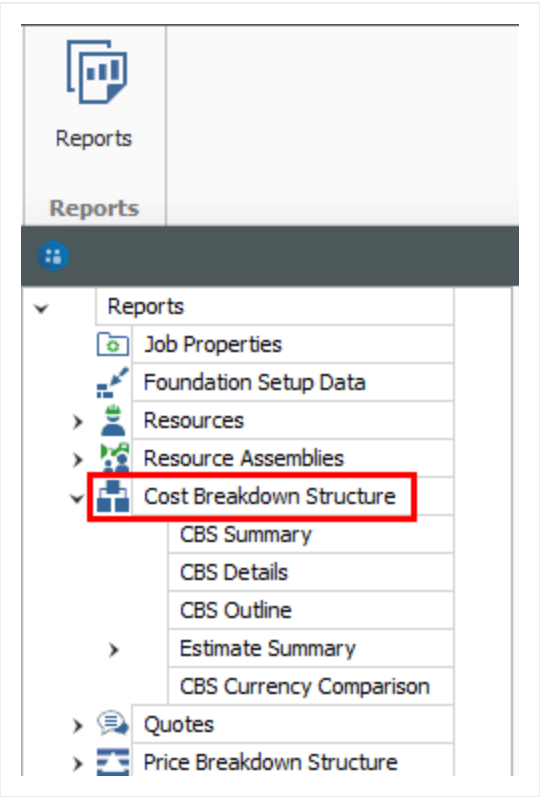 Reports
Reports
Reports
Job Properties
Foundation Setup Data
Resources
Resource Assemblies
Cost Breakdown Structure
CBS Summary
CBS Details
CBS Outline
Estimate Summary
CBS Currency Comparison
Quotes
Price Breakdown Structure